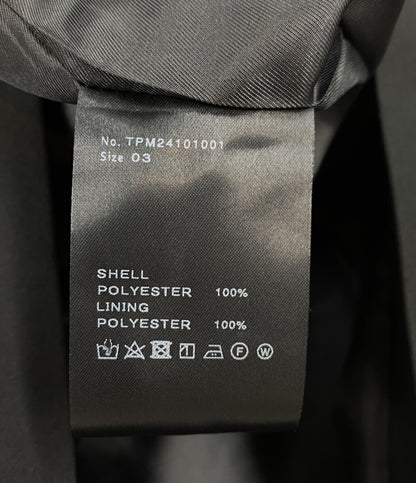 No. TPM24101001
Size 03
SHELL
POLYESTER 100%
LINING
POLYESTER 100%
F W